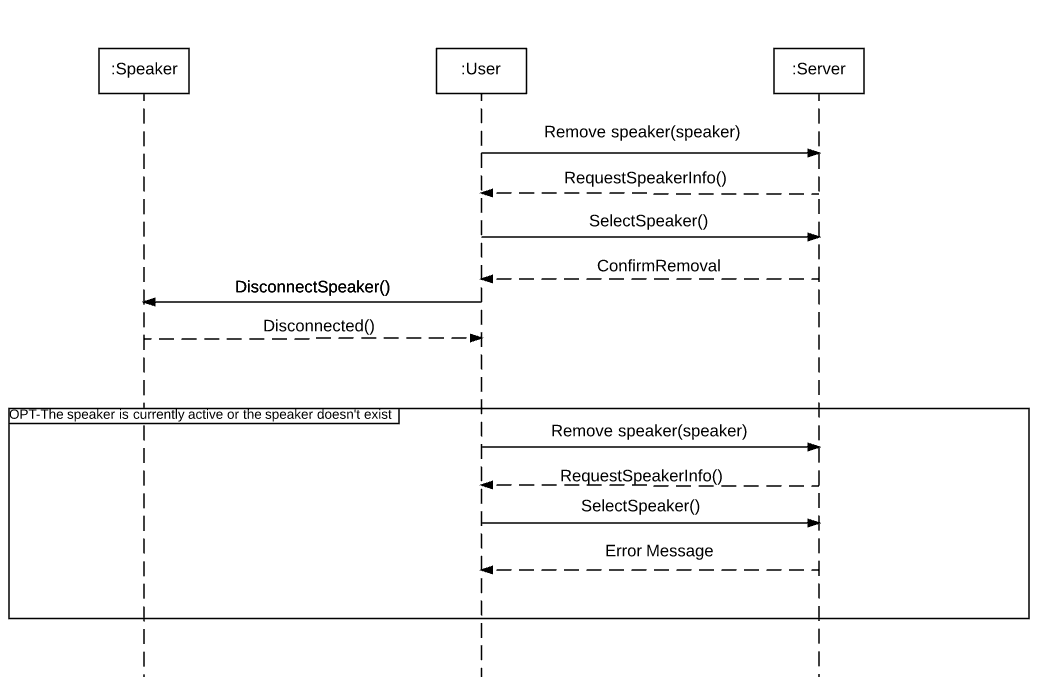 :Speaker
:User
:Server
Remove speaker(speaker)
RequestSpeakerInfo()
SelectSpeaker()
ConfirmRemoval
DisconnectSpeaker()
Disconnected()
OPT-The speaker is currently active or the speaker doesn't exist
Remove speaker(speaker)
RequestSpeakerInfo()
SelectSpeaker()
Error Message